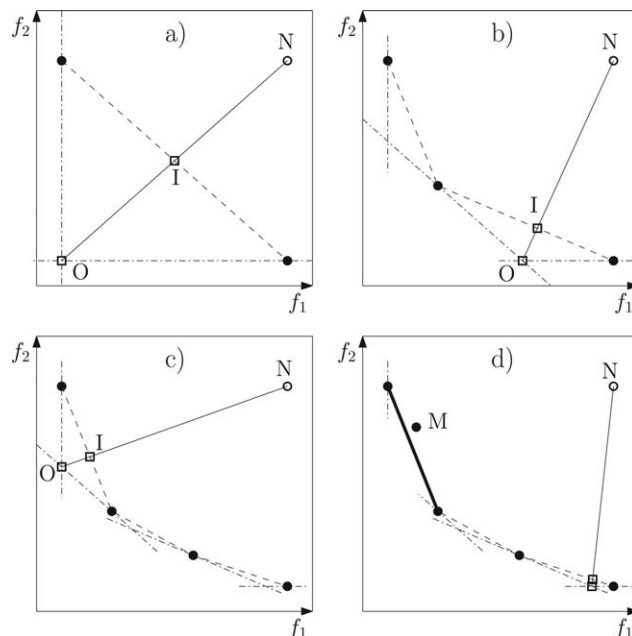 f₂ a) N
I
O
f₁
f₂ b) N
I
O
f₁
f₂ c) N
O I
f₁
f₂ d) N
M
f₁